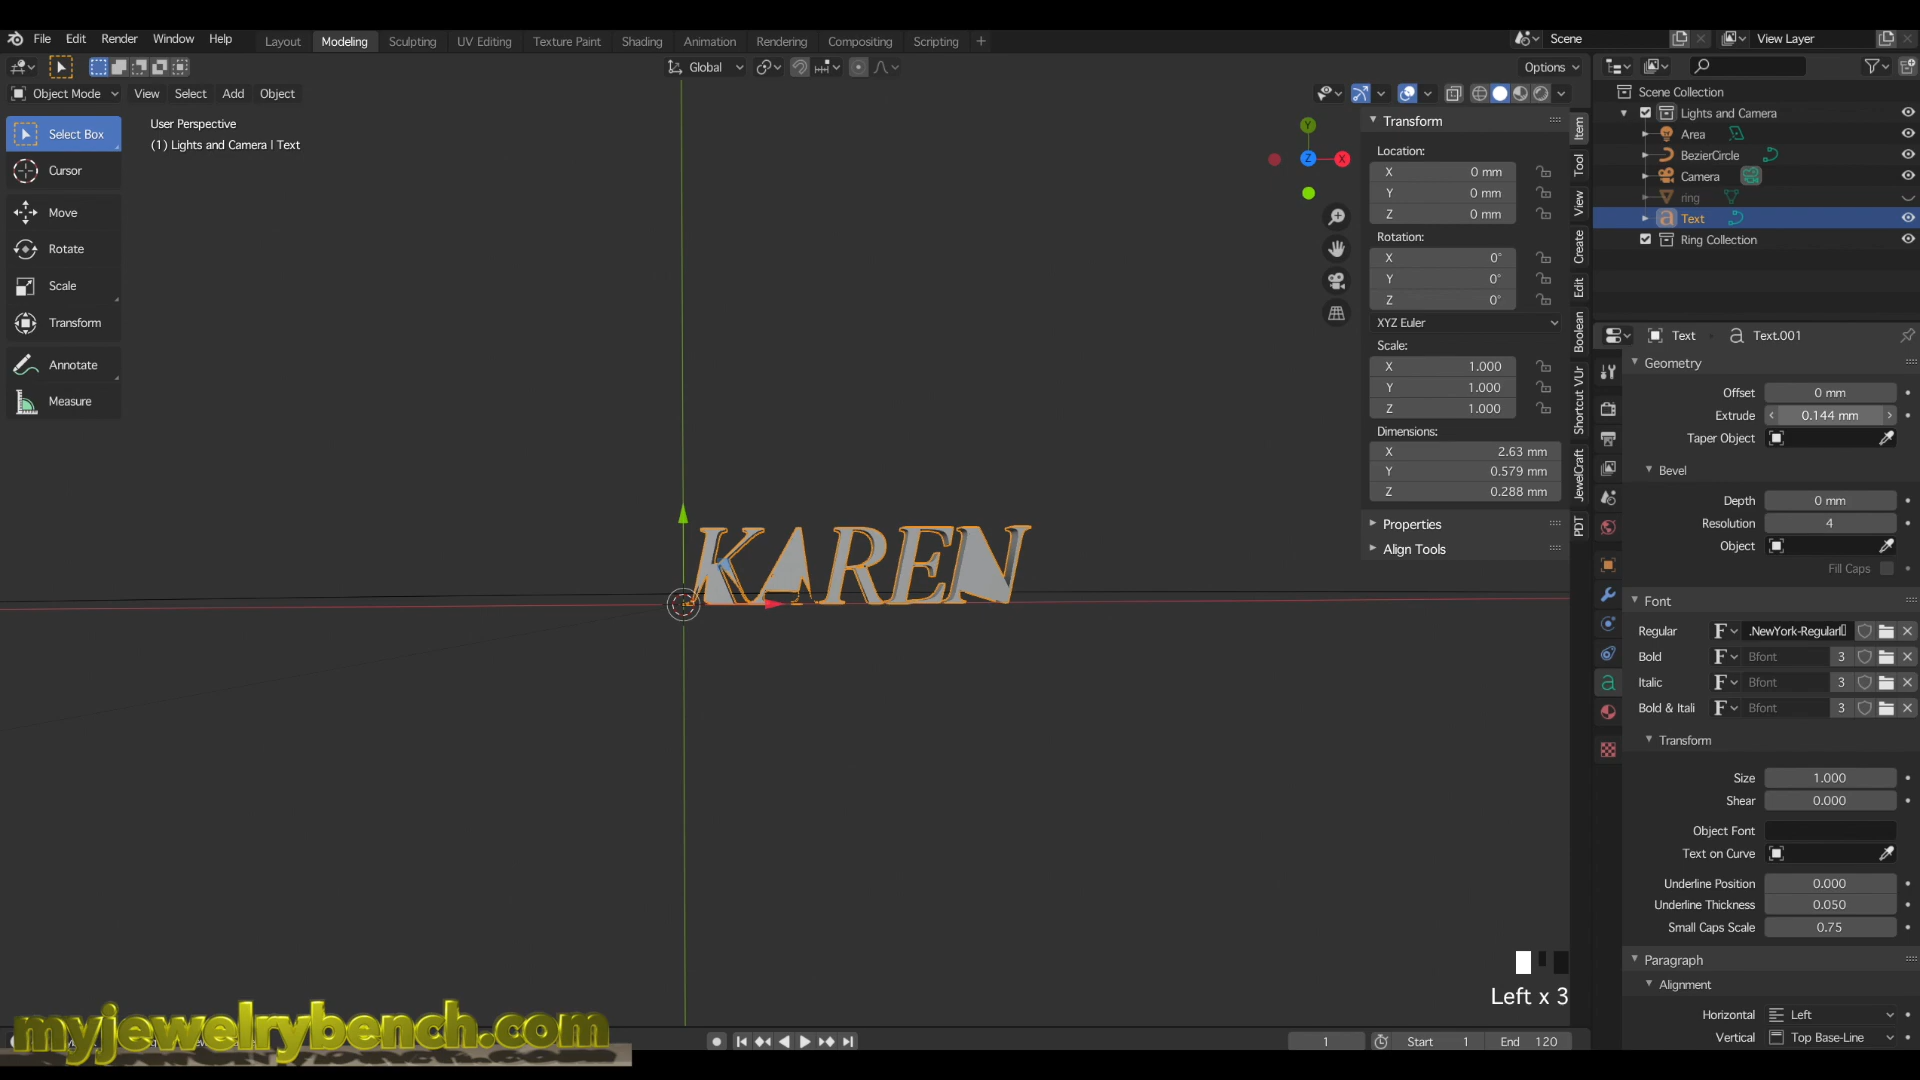 File Edit Render Window Help Layout Modeling Sculpting UV Editing Texture Paint Shading Animation Rendering Compositing Scripting + Scene View Layer
Global Options
Object Mode View Select Add Object
Select Box
Cursor
Move
Rotate
Scale
Transform
Annotate
Measure
User Perspective
(1) Lights and Camera | Text
Y
Z X
KAREN
Transform
Location:
X 0 mm
Y 0 mm
Z 0 mm
Rotation:
X 0°
Y 0°
Z 0°
XYZ Euler
Scale:
X 1.000
Y 1.000
Z 1.000
Dimensions:
X 2.63 mm
Y 0.579 mm
Z 0.288 mm
Properties
Align Tools
Item
Tool
View
Create
Edit
Boolean
Shortcut VUr
JewelCraft
PDT
Scene Collection
Lights and Camera
Area
BezierCircle
Camera
ring
Text
Ring Collection
Text Text.001
Geometry
Offset 0 mm
Extrude 0.144 mm
Taper Object
Bevel
Depth 0 mm
Resolution 4
Object
Fill Caps
Font
Regular F .NewYork-RegularI
Bold F Bfont 3
Italic F Bfont 3
Bold & Itali F Bfont 3
Transform
Size 1.000
Shear 0.000
Object Font
Text on Curve
Underline Position 0.000
Underline Thickness 0.050
Small Caps Scale 0.75
Paragraph
Alignment
Horizontal Left
Vertical Top Base-Line
Left x 3
myjewelrybench.com
1 Start 1 End 120